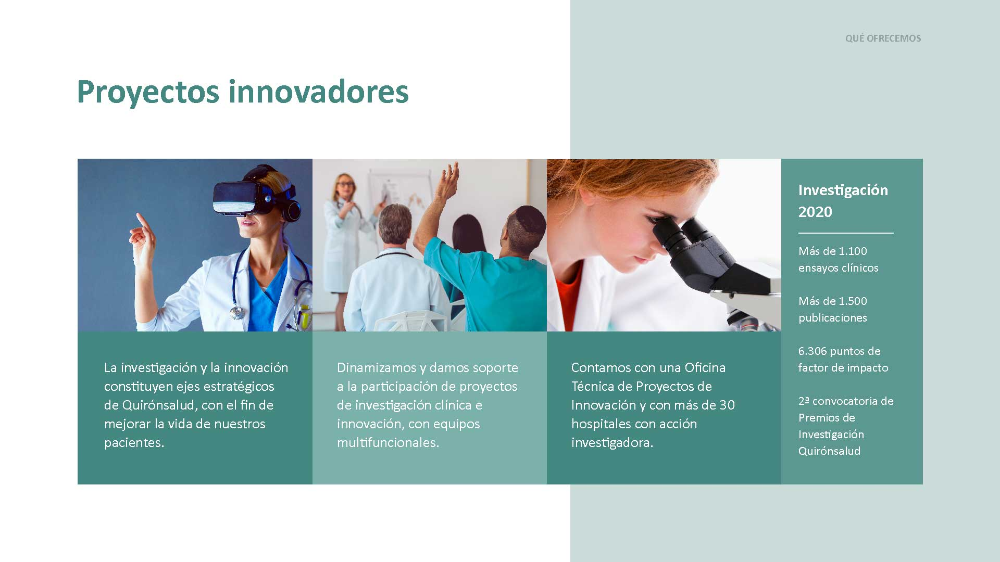 QUÉ OFRECEMOS
Proyectos innovadores
La investigación y la innovación
constituyen ejes estratégicos
de Quirónsalud, con el fin de
mejorar la vida de nuestros
pacientes.
Dinamizamos y damos soporte
a la participación de proyectos
de investigación clínica e
innovación, con equipos
multifuncionales.
Contamos con una Oficina
Técnica de Proyectos de
Innovación y con más de 30
hospitales con acción
investigadora.
Investigación
2020
Más de 1.100
ensayos clínicos
Más de 1.500
publicaciones
6.306 puntos de
factor de impacto
2ª convocatoria de
Premios de
Investigación
Quirónsalud